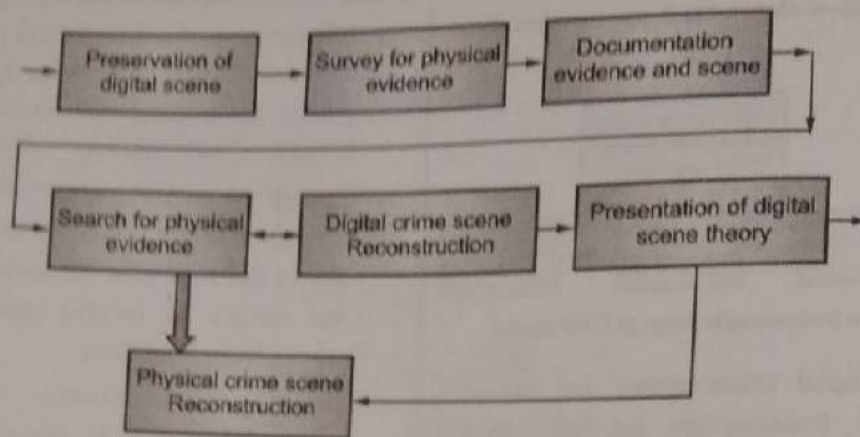 Preservation of
digital scene
Survey for physical
evidence
Documentation
evidence and scene
Search for physical
evidence
Digital crime scene
Reconstruction
Presentation of digital
scene theory
Physical crime scene
Reconstruction